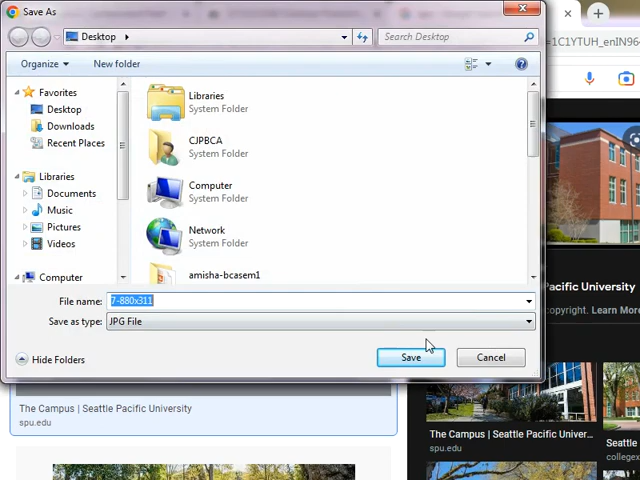 Save As
=1C1YTUH_enIN96
Desktop
Search Desktop
Organize
New folder
Favorites
Desktop
Downloads
Recent Places
Libraries
Documents
Music
Pictures
Videos
Computer
Libraries
System Folder
CJPBCA
System Folder
Computer
System Folder
Network
System Folder
amisha-bcasem1
File name:
7-880x311
Save as type:
JPG File
Hide Folders
Save
Cancel
Pacific University
copyright. Learn More
The Campus | Seattle Pacific University
spu.edu
The Campus | Seattle Pacific Univer...
spu.edu
Seattle
collegex